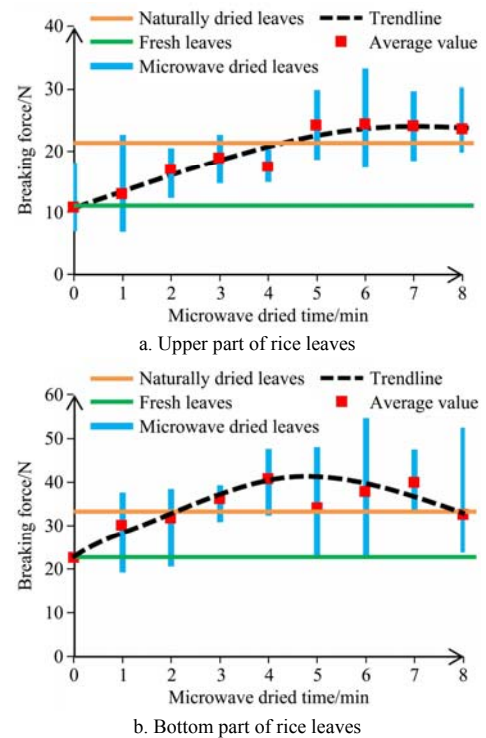 Naturally dried leaves
Trendline
Fresh leaves
Average value
Microwave dried leaves
Breaking force/N
40
30
20
10
0
0 1 2 3 4 5 6 7 8
Microwave dried time/min
a. Upper part of rice leaves
Naturally dried leaves
Trendline
Fresh leaves
Average value
Microwave dried leaves
Breaking force/N
60
50
40
30
20
10
0
0 1 2 3 4 5 6 7 8
Microwave dried time/min
b. Bottom part of rice leaves